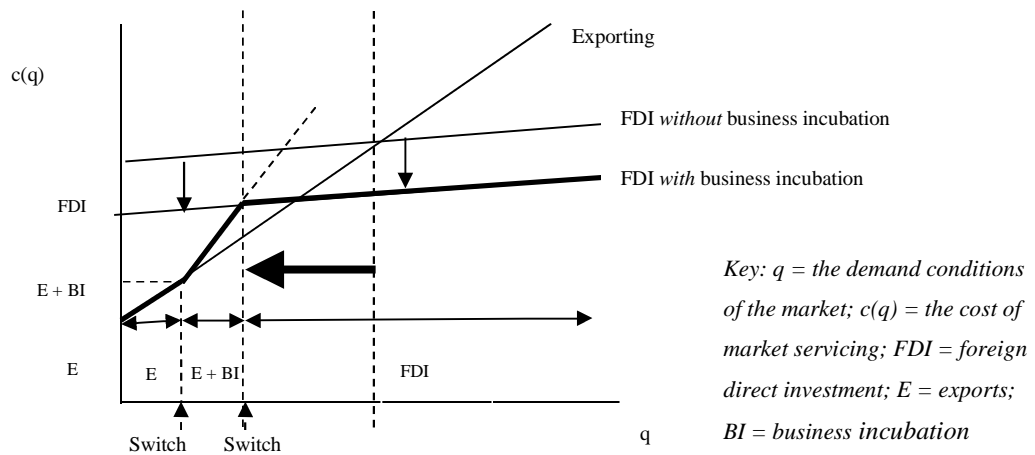 Exporting
c(q)
FDI without business incubation
FDI with business incubation
FDI
Key: q = the demand conditions
of the market; c(q) = the cost of
market servicing; FDI = foreign
direct investment; E = exports;
BI = business incubation
E + BI
E
E
E + BI
FDI
Switch
Switch
q